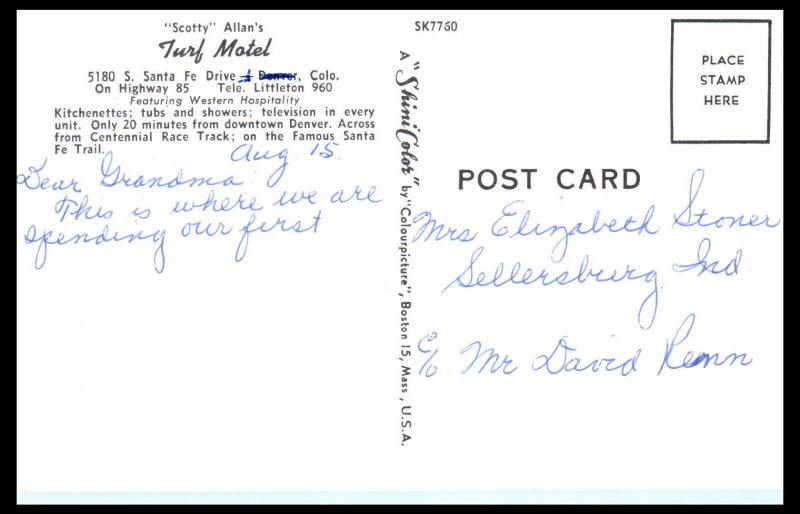 "Scotty" Allan's
Turf Motel
5180 S. Santa Fe Drive Denver, Colo.
On Highway 85 Tele. Littleton 960
Featuring Western Hospitality
Kitchenettes; tubs and showers; television in every
unit. Only 20 minutes from downtown Denver. Across
from Centennial Race Track; on the Famous Santa
Fe Trail.
Aug 15.
Dear Grandma
This is where we are
spending our first
SK7760
A "ShiniColor" by "Colourpicture", Boston 15, Mass., U.S.A.
PLACE
STAMP
HERE
POST CARD
Mrs Elizabeth Stoner
Sellersburg Ind.
c/o Mr David Renn